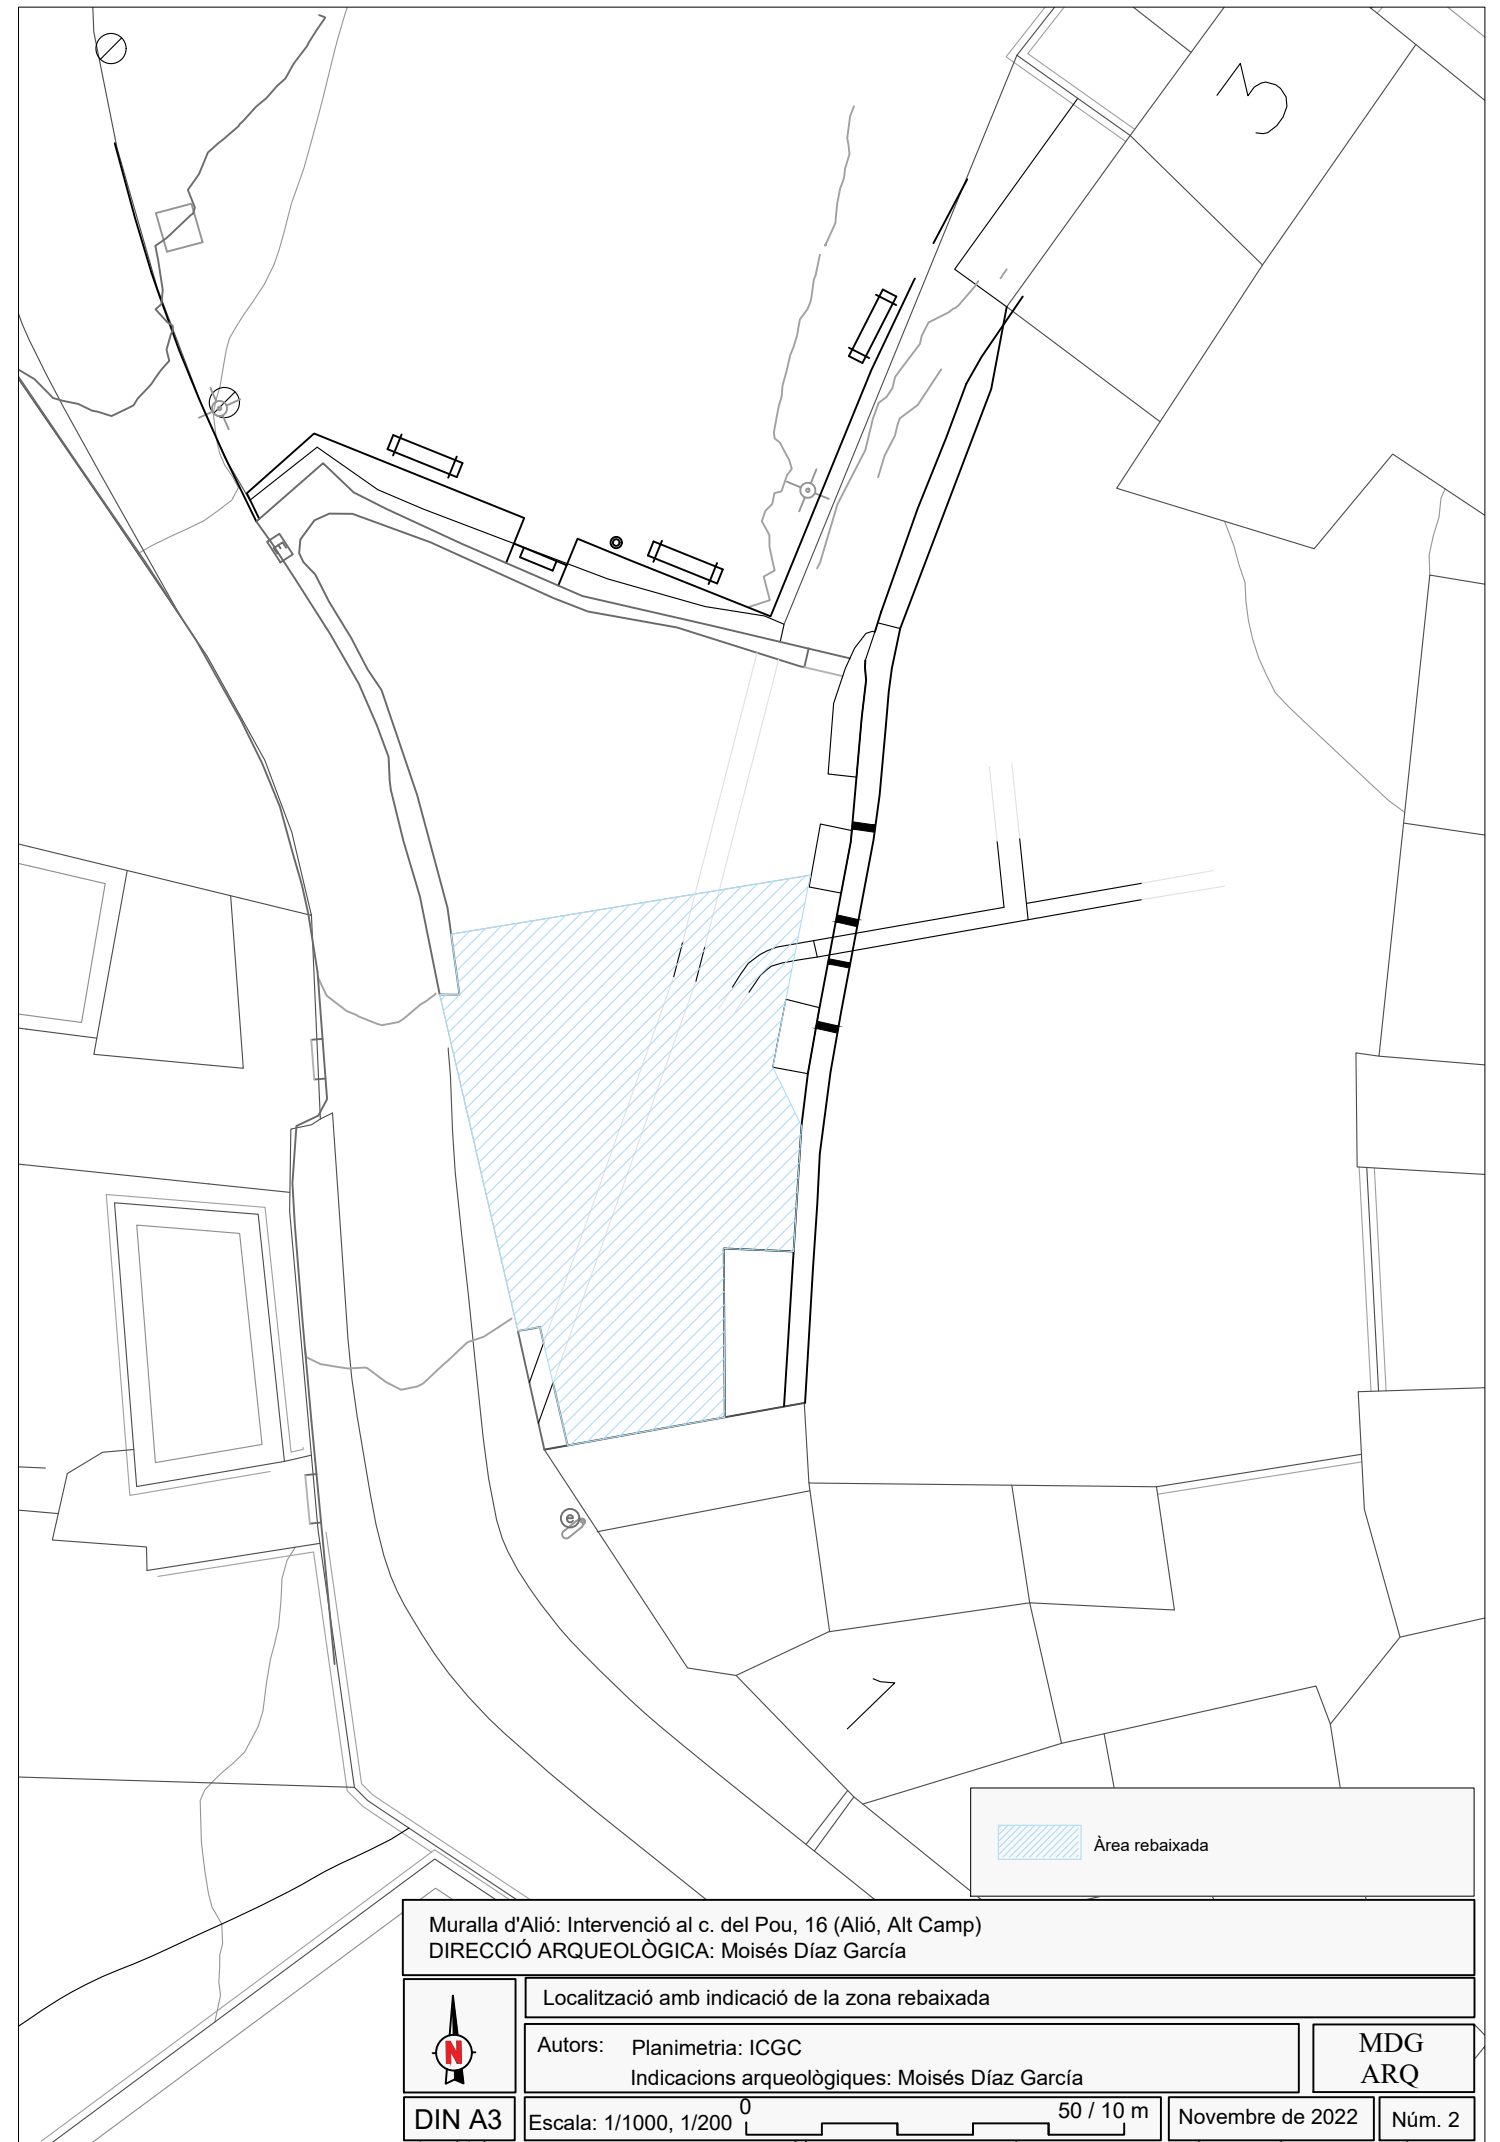 3
E
e
1
Àrea rebaixada
Muralla d'Alió: Intervenció al c. del Pou, 16 (Alió, Alt Camp)
DIRECCIÓ ARQUEOLÒGICA: Moisés Díaz García
Localització amb indicació de la zona rebaixada
N
Autors: Planimetria: ICGC
Indicacions arqueològiques: Moisés Díaz García
MDG
ARQ
DIN A3
Escala: 1/1000, 1/200 0 50 / 10 m
Novembre de 2022
Núm. 2